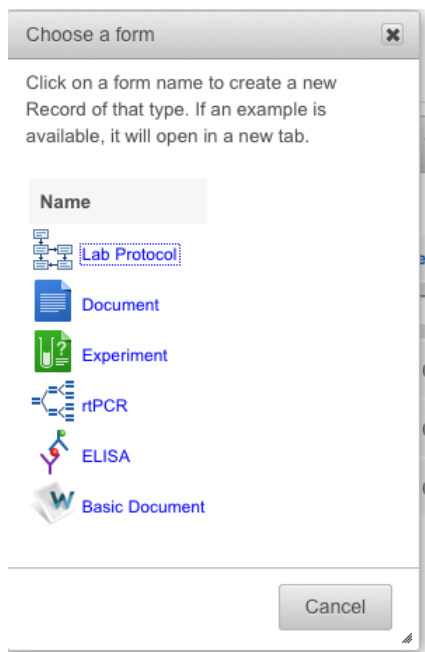 Choose a form
Click on a form name to create a new
Record of that type. If an example is
available, it will open in a new tab.
Name
Lab Protocol
Document
Experiment
rtPCR
ELISA
W
Basic Document
Cancel